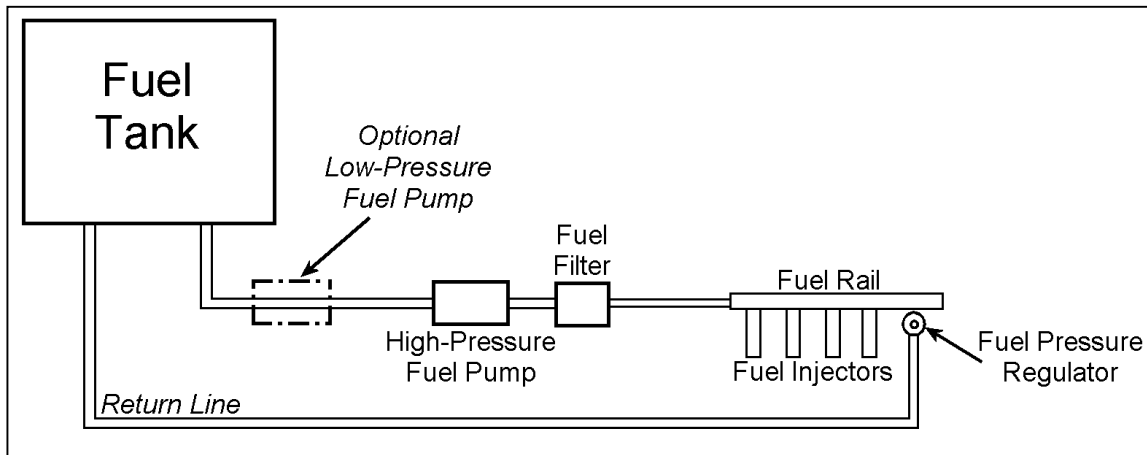 Fuel
Tank
Optional
Low-Pressure
Fuel Pump
Fuel
Filter
Fuel Rail
High-Pressure
Fuel Pump
Fuel Injectors
Fuel Pressure
Regulator
Return Line